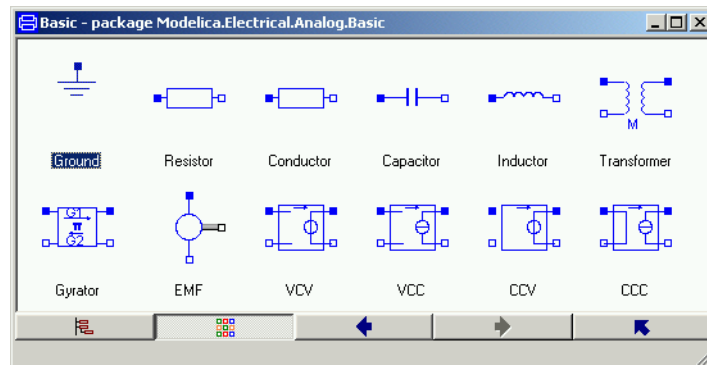 Basic - package Modelica.Electrical.Analog.Basic
M
Ground Resistor Conductor Capacitor Inductor Transformer
G1
π
G2
Gyrator EMF VCV VCC CCV CCC